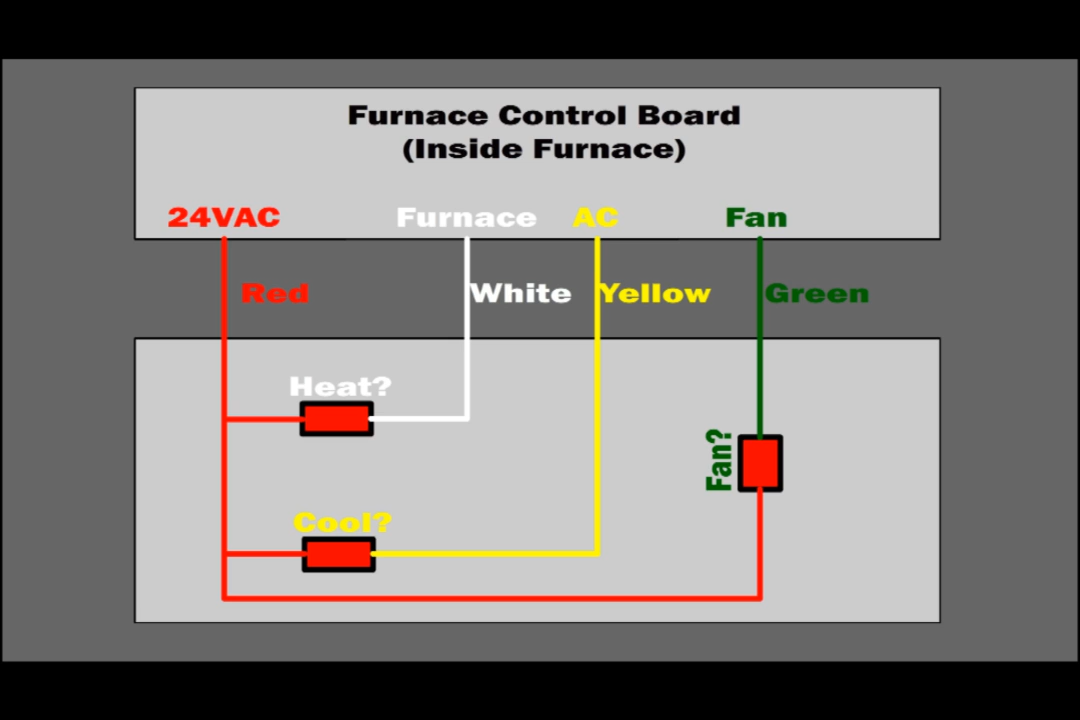 Furnace Control Board
(Inside Furnace)
24VAC Furnace AC Fan
Red White Yellow Green
Heat?
Fan?
Cool?